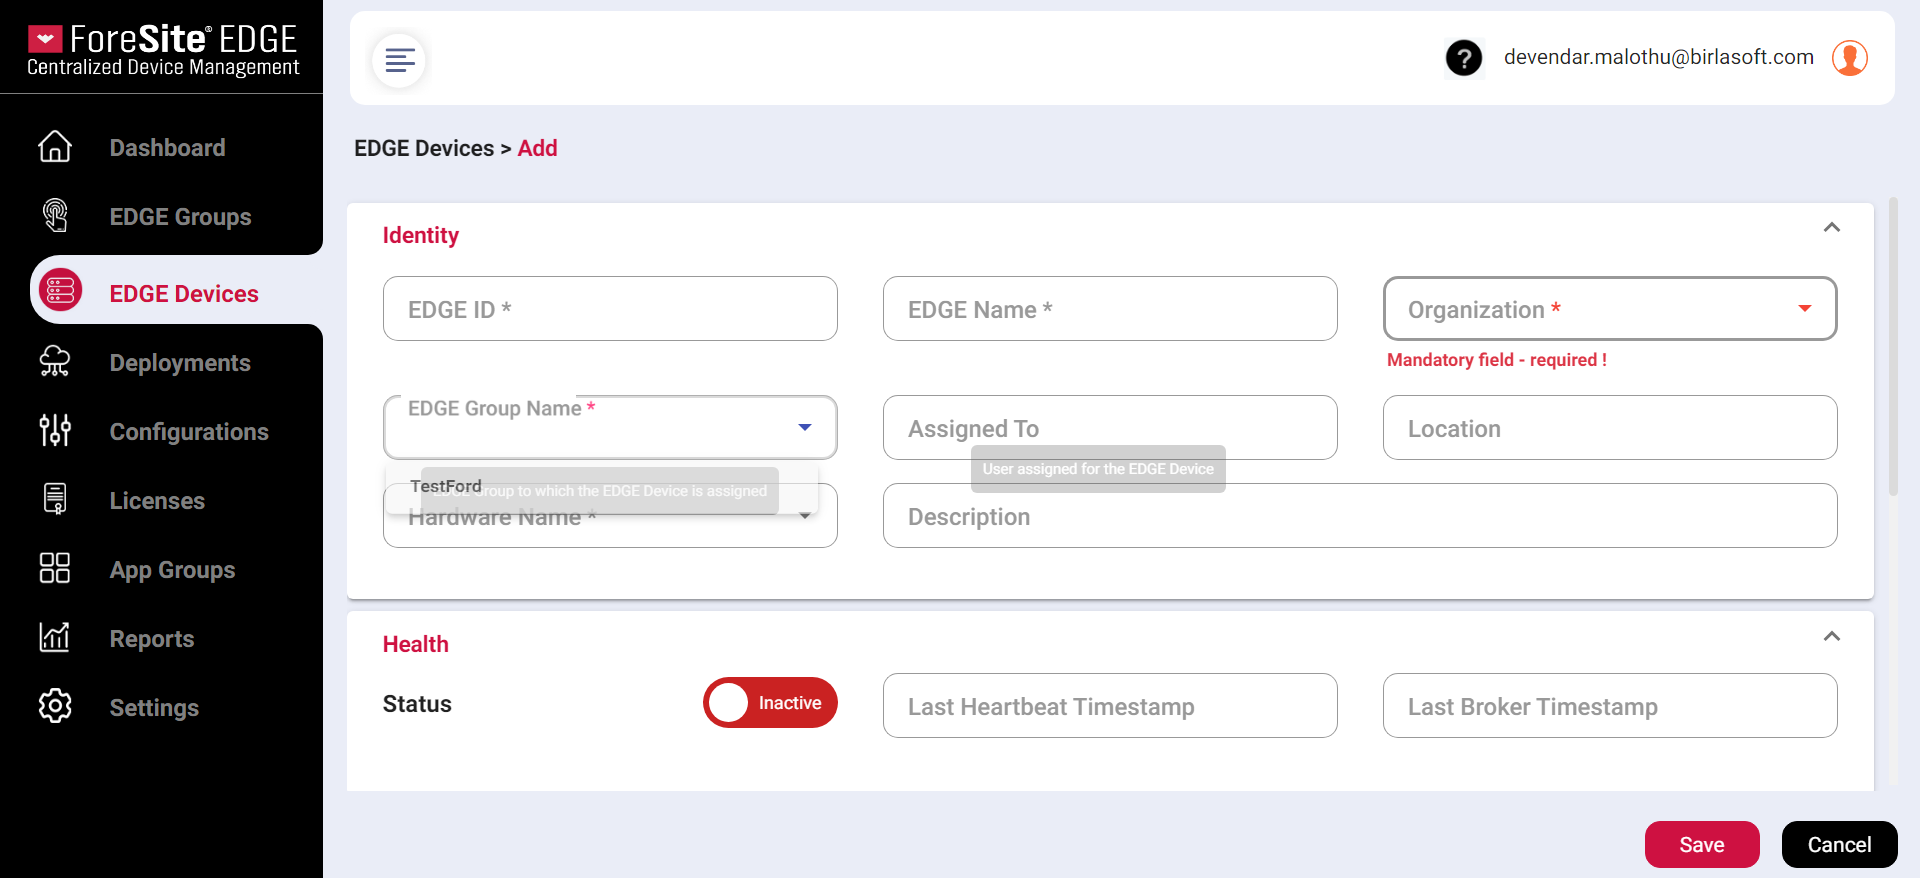 ForeSite® EDGE
Centralized Device Management
? devendar.malothu@birlasoft.com
Dashboard
EDGE Groups
EDGE Devices
Deployments
Configurations
Licenses
App Groups
Reports
Settings
EDGE Devices > Add
Identity
EDGE ID *
EDGE Name *
Organization *
Mandatory field - required !
EDGE Group Name *
Assigned To
Location
User assigned for the EDGE Device
TestFord
EDGE Group to which the EDGE Device is assigned
Hardware Name *
Description
Health
Status
Inactive
Last Heartbeat Timestamp
Last Broker Timestamp
Save
Cancel